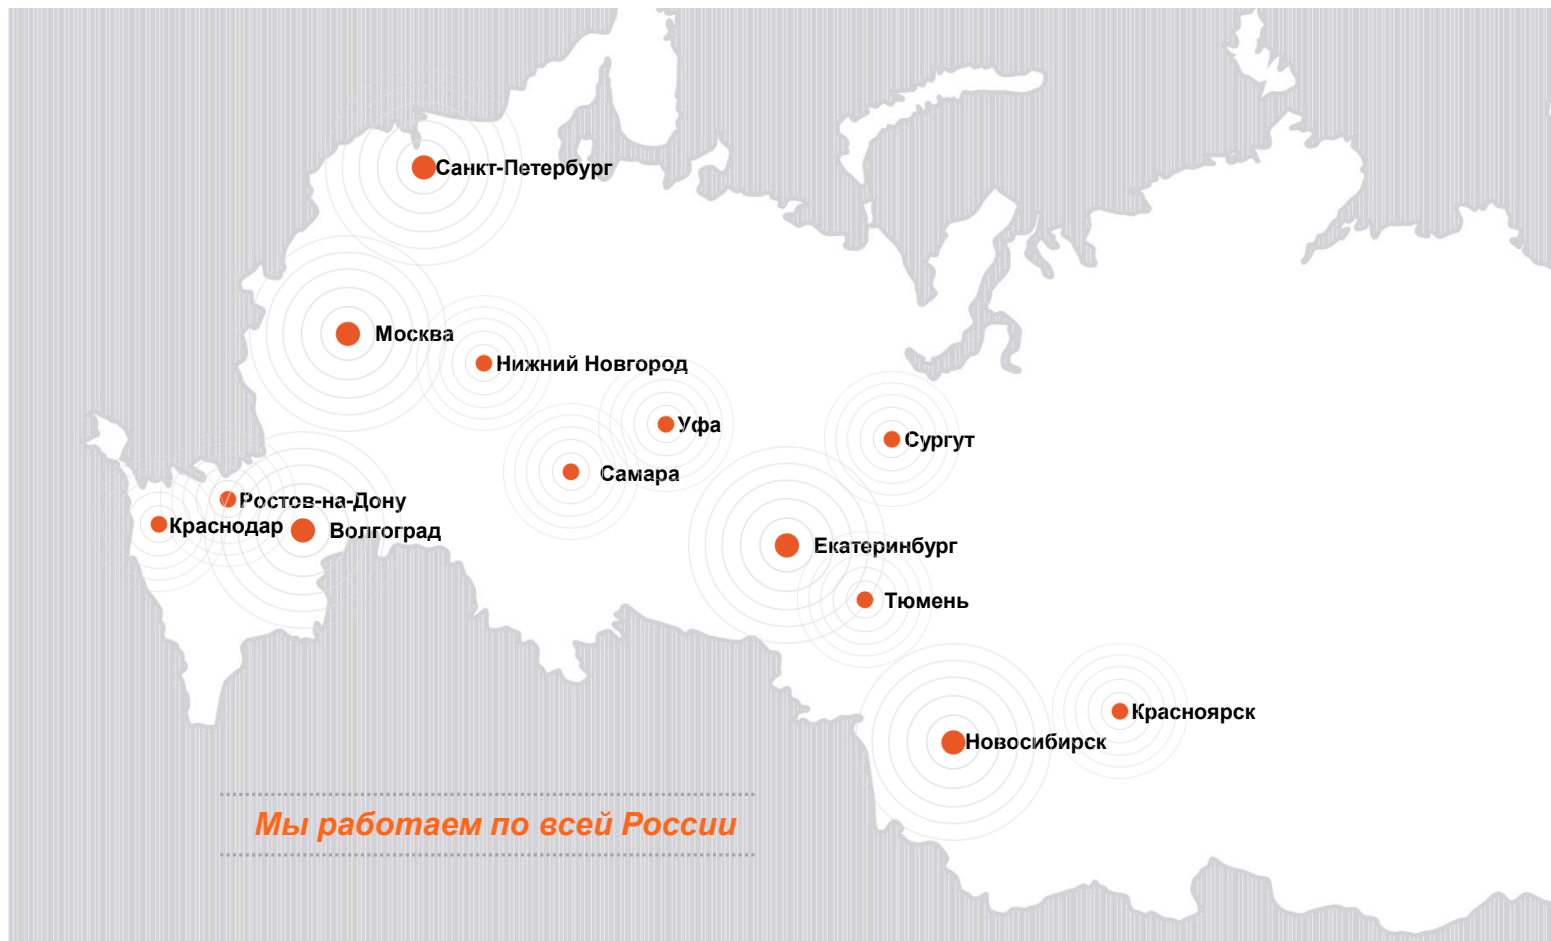 Санкт-Петербург
Москва
Нижний Новгород
Уфа
Сургут
Самара
Ростов-на-Дону
Краснодар
Волгоград
Екатеринбург
Тюмень
Красноярск
Новосибирск
Мы работаем по всей России